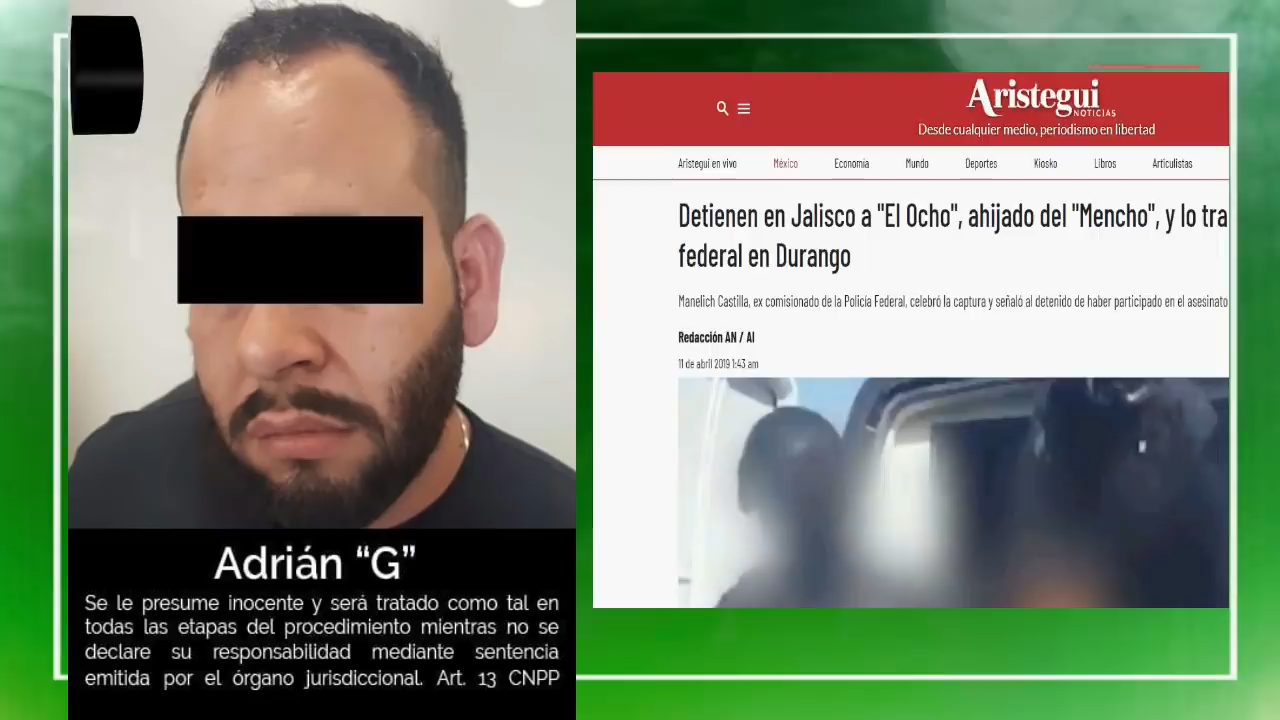 Adrián “G”
Se le presume inocente y será tratado como tal en
todas las etapas del procedimiento mientras no se
declare su responsabilidad mediante sentencia
emitida por el órgano jurisdiccional. Art. 13 CNPP
Aristegui
NOTICIAS
Desde cualquier medio, periodismo en libertad
Aristegui en vivo México Economía Mundo Deportes Kiosko Libros Articulistas
Detienen en Jalisco a "El Ocho", ahijado del "Mencho", y lo tra
federal en Durango
Manelich Castilla, ex comisionado de la Policía Federal, celebró la captura y señaló al detenido de haber participado en el asesinato
Redacción AN / AI
11 de abril 2019 1:43 am